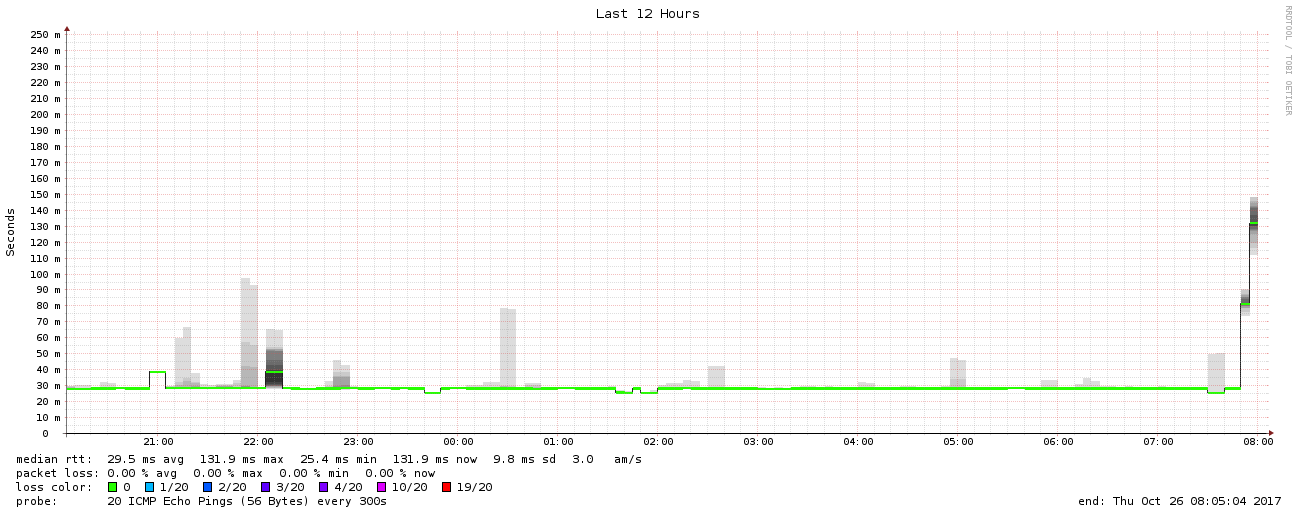 Last 12 Hours
RRDTOOL / TOBI OETIKER
Seconds
250 m
240 m
230 m
220 m
210 m
200 m
190 m
180 m
170 m
160 m
150 m
140 m
130 m
120 m
110 m
100 m
90 m
80 m
70 m
60 m
50 m
40 m
30 m
20 m
10 m
0
21:00 22:00 23:00 00:00 01:00 02:00 03:00 04:00 05:00 06:00 07:00 08:00
median rtt: 29.5 ms avg 131.9 ms max 25.4 ms min 131.9 ms now 9.8 ms sd 3.0 am/s
packet loss: 0.00 % avg 0.00 % max 0.00 % min 0.00 % now
loss color: 0 1/20 2/20 3/20 4/20 10/20 19/20
probe: 20 ICMP Echo Pings (56 Bytes) every 300s end: Thu Oct 26 08:05:04 2017